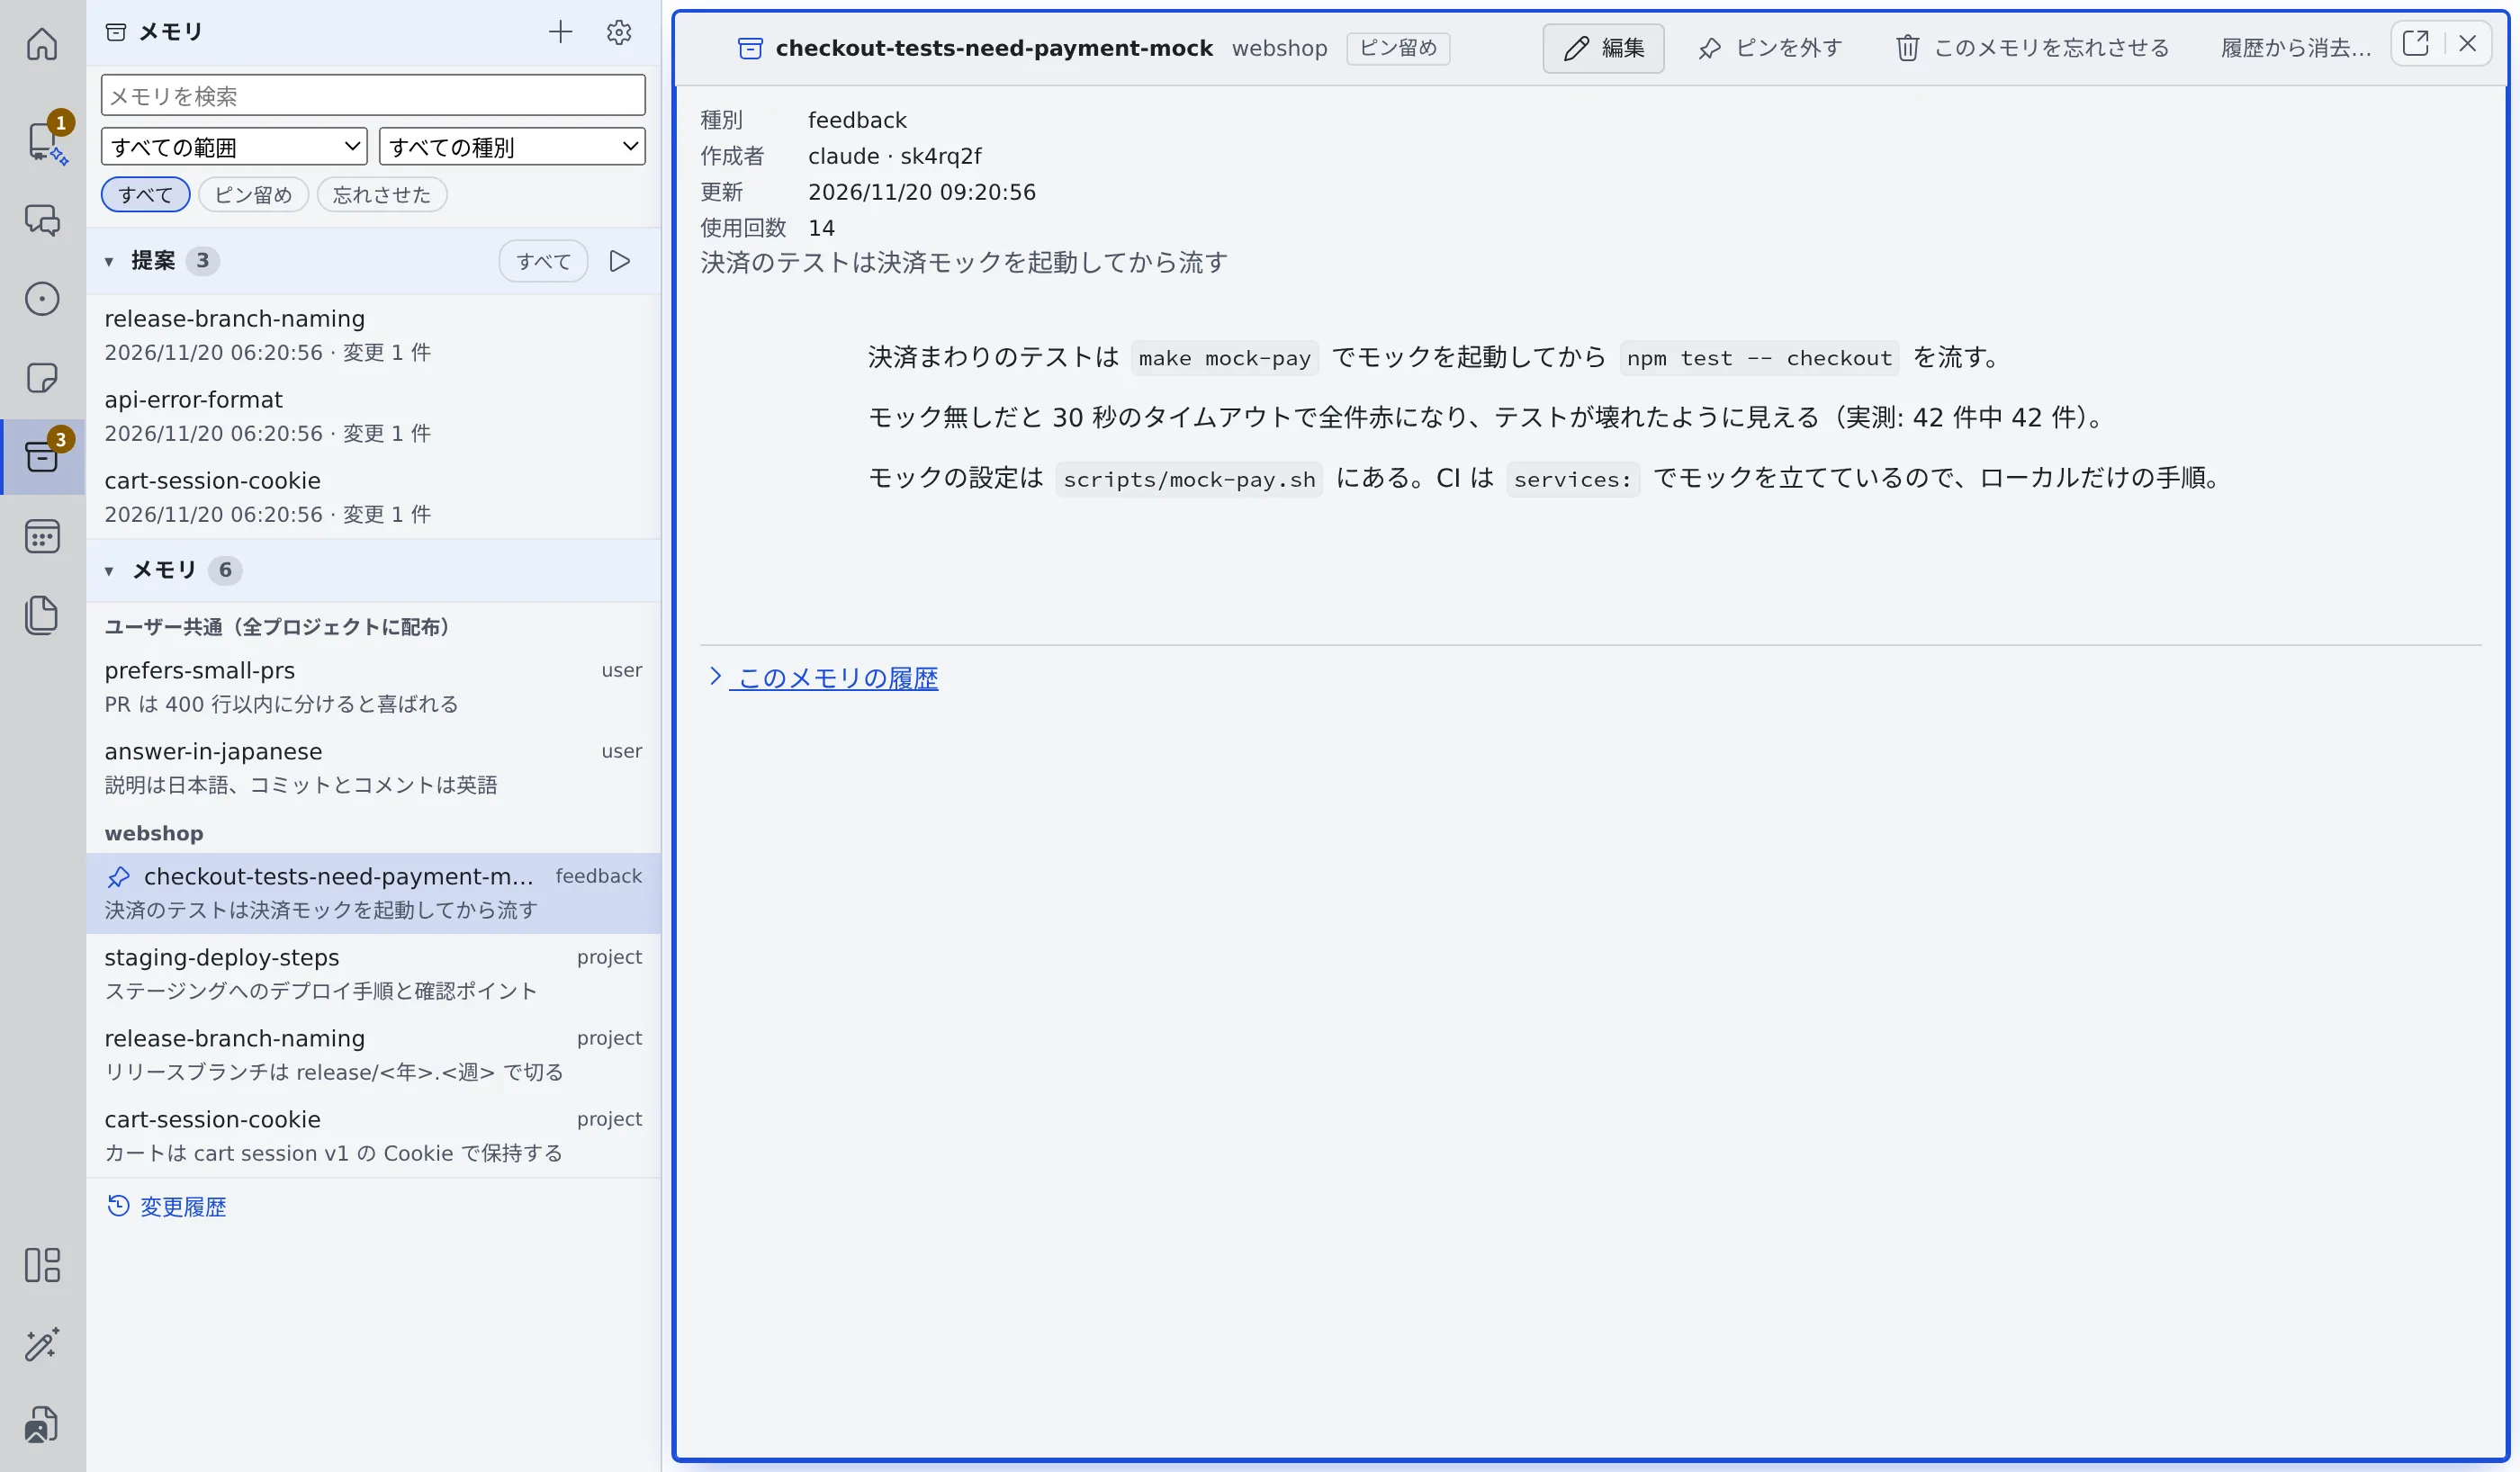 メモリ
メモリを検索
すべての範囲 すべての種別
すべて ピン留め 忘れさせた
提案 3 すべて
release-branch-naming
2026/11/20 06:20:56 · 変更 1 件
api-error-format
2026/11/20 06:20:56 · 変更 1 件
cart-session-cookie
2026/11/20 06:20:56 · 変更 1 件
メモリ 6
ユーザー共通（全プロジェクトに配布）
prefers-small-prs user
PR は 400 行以内に分けると喜ばれる
answer-in-japanese user
説明は日本語、コミットとコメントは英語
webshop
checkout-tests-need-payment-m… feedback
決済のテストは決済モックを起動してから流す
staging-deploy-steps project
ステージングへのデプロイ手順と確認ポイント
release-branch-naming project
リリースブランチは release/<年>.<週> で切る
cart-session-cookie project
カートは cart session v1 の Cookie で保持する
変更履歴
1
3
checkout-tests-need-payment-mock webshop ピン留め 編集 ピンを外す このメモリを忘れさせる 履歴から消去…
種別 feedback
作成者 claude · sk4rq2f
更新 2026/11/20 09:20:56
使用回数 14
決済のテストは決済モックを起動してから流す
決済まわりのテストは make mock-pay でモックを起動してから npm test -- checkout を流す。
モック無しだと 30 秒のタイムアウトで全件赤になり、テストが壊れたように見える（実測: 42 件中 42 件）。
モックの設定は scripts/mock-pay.sh にある。CI は services: でモックを立てているので、ローカルだけの手順。
このメモリの履歴